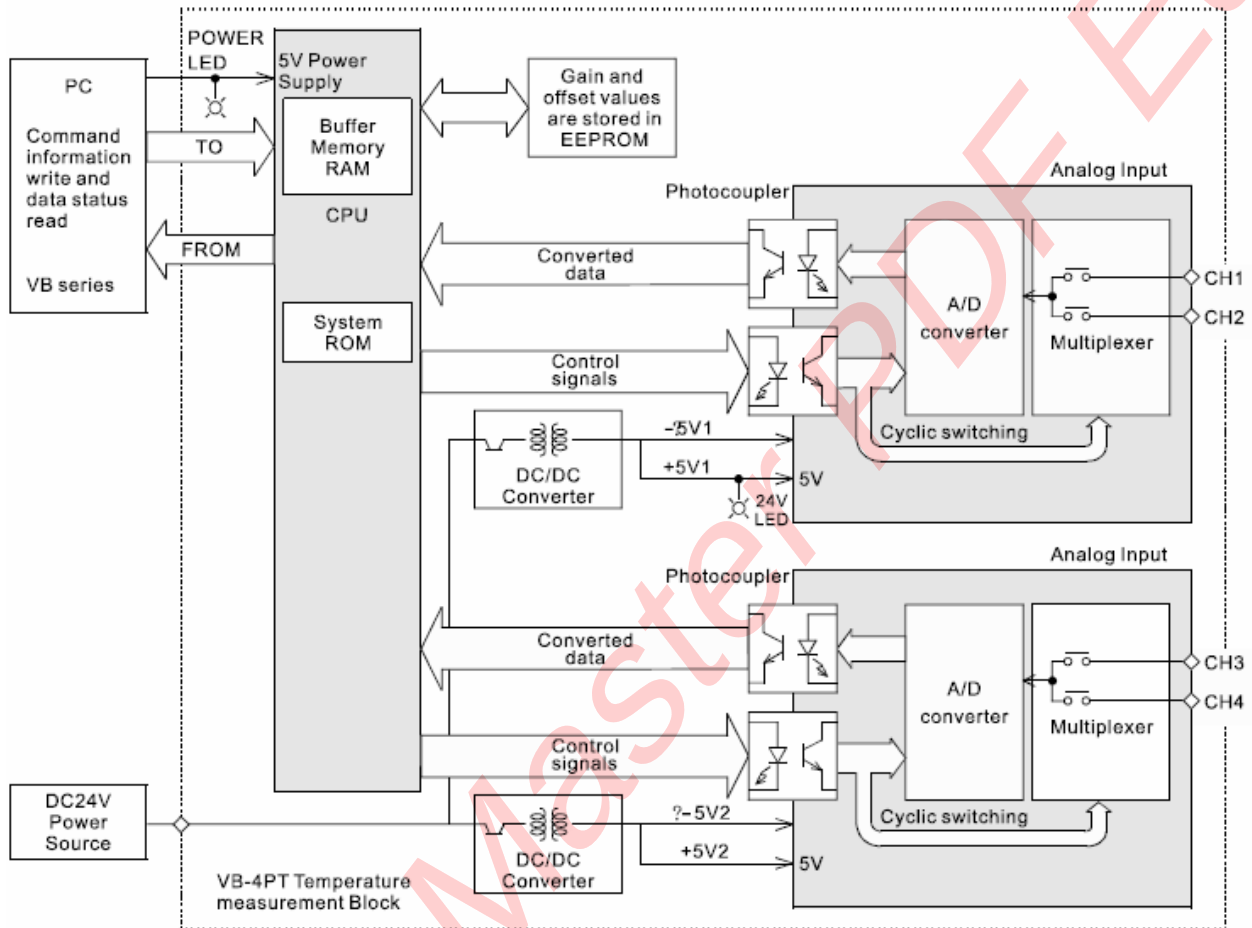 POWER
LED
PC
Command
information
write and
data status
read
VB series
TO
FROM
5V Power
Supply
Buffer
Memory
RAM
CPU
System
ROM
Gain and
offset values
are stored in
EEPROM
Analog Input
Photocoupler
Converted
data
A/D
converter
Multiplexer
CH1
CH2
Control
signals
Cyclic switching
DC/DC
Converter
-?5V1
+5V1
5V
24V
LED
Analog Input
Photocoupler
Converted
data
A/D
converter
Multiplexer
CH3
CH4
Control
signals
Cyclic switching
DC24V
Power
Source
DC/DC
Converter
?-5V2
+5V2
5V
VB-4PT Temperature
measurement Block
Master PDF